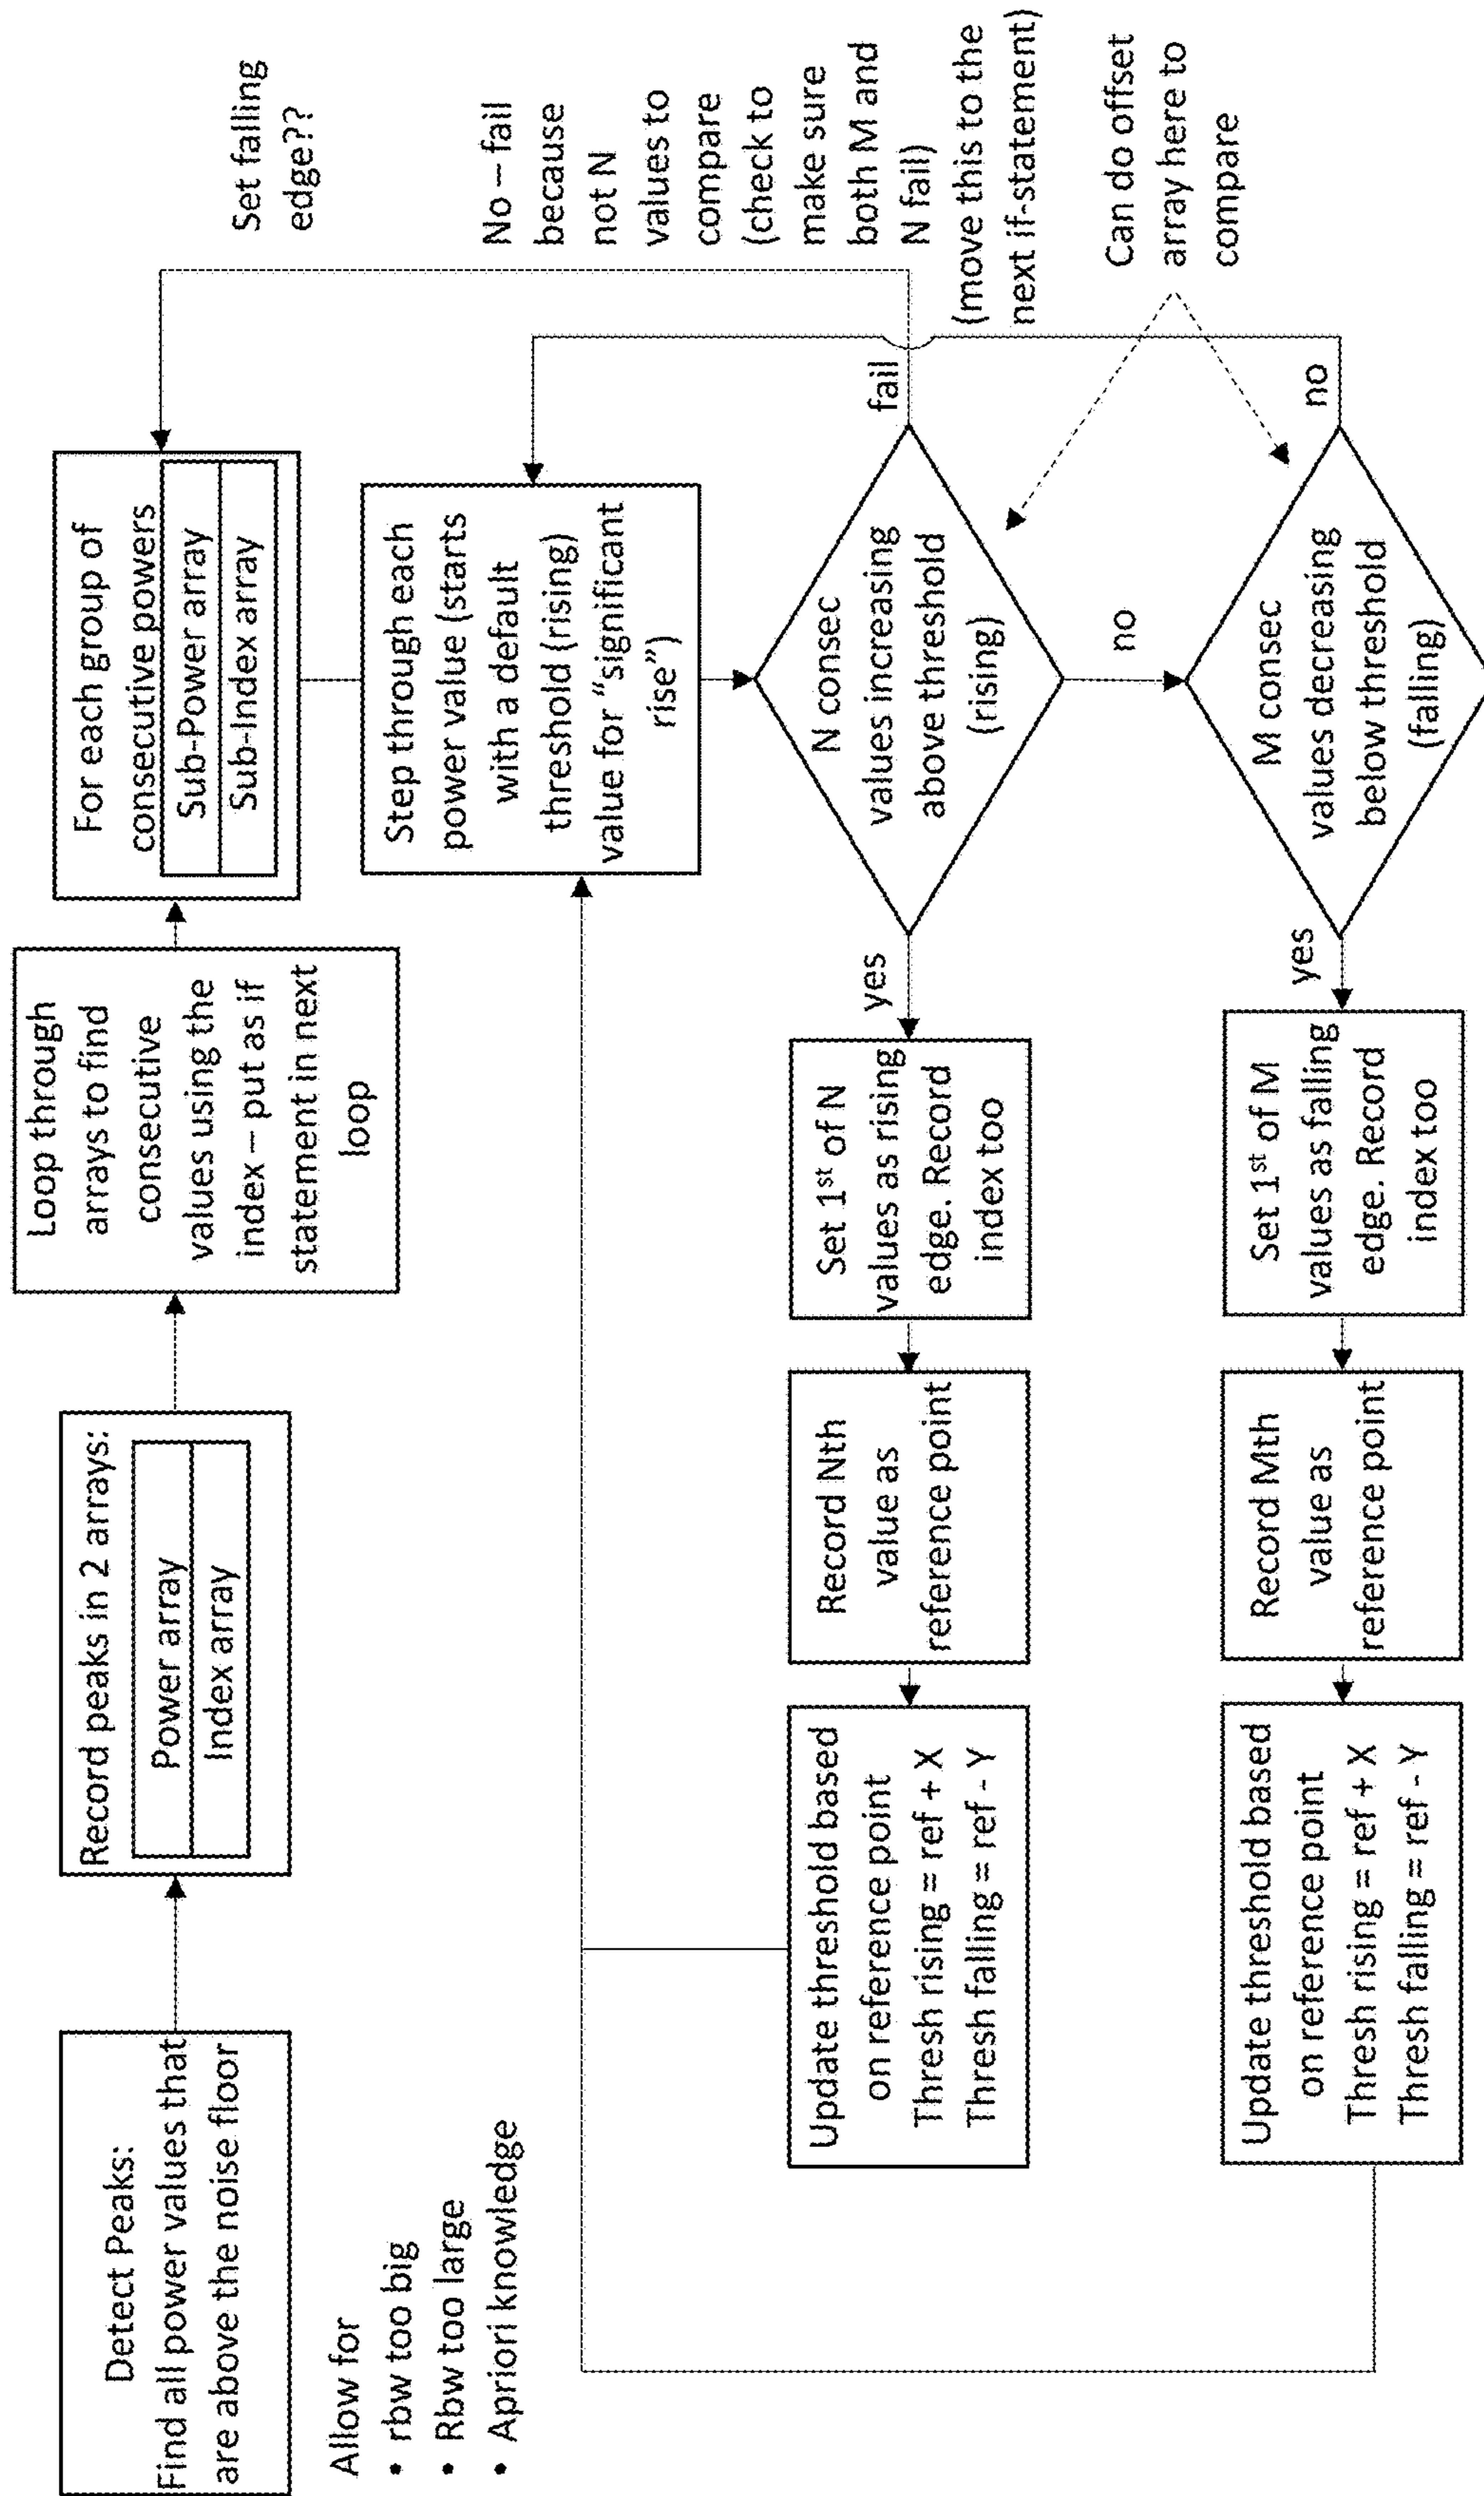 Detect Peaks:
Find all power values that
are above the noise floor
Record peaks in 2 arrays:
Power array
Index array
Loop through
arrays to find
consecutive
values using the
index – put as if
statement in next
loop
For each group of
consecutive powers
Sub-Power array
Sub-Index array
Set falling
edge??
Allow for
• rbw too big
• Rbw too large
• Apriori knowledge
Step through each
power value (starts
with a default
threshold (rising)
value for “significant
rise”)
No – fail
because
not N
values to
compare
(check to
make sure
both M and
N fail)
(move this to the
next if-statement)
Can do offset
array here to
compare
N consec
values increasing
above threshold
(rising)
fail
yes
no
Set 1st of N
values as rising
edge. Record
index too
Record Nth
value as
reference point
Update threshold based
on reference point
Thresh rising = ref + X
Thresh falling = ref - Y
M consec
values decreasing
below threshold
(falling)
no
yes
Set 1st of M
values as falling
edge. Record
index too
Record Mth
value as
reference point
Update threshold based
on reference point
Thresh rising = ref + X
Thresh falling = ref - Y